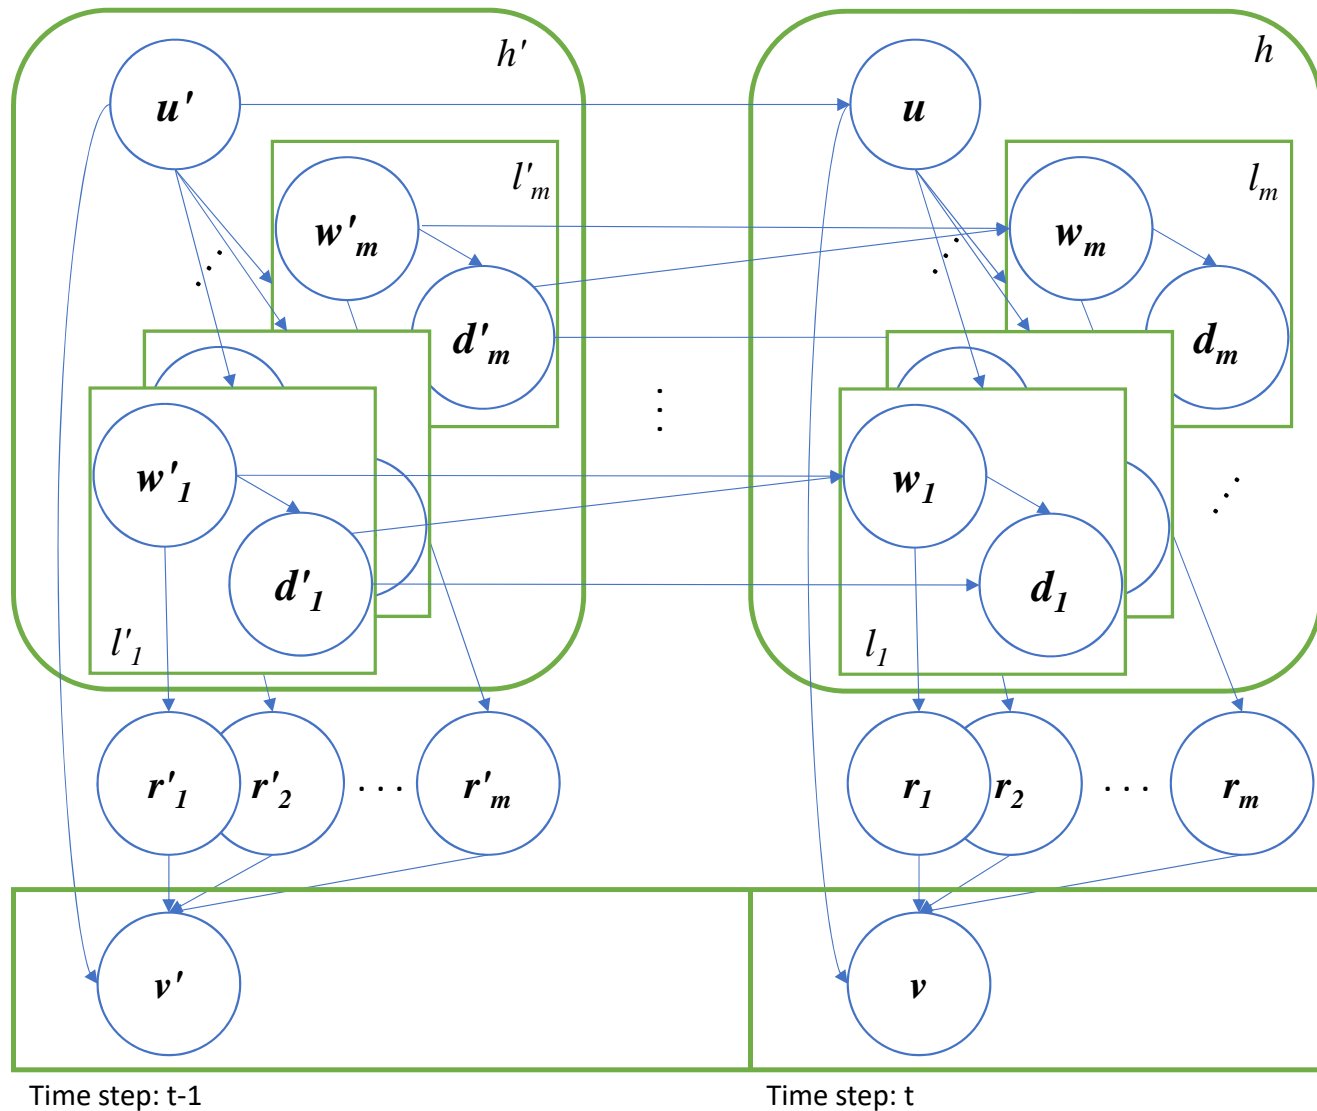 h'
h
u'
u
l'm
lm
w'm
wm
d'm
dm
w'1
w1
d'1
d1
l'1
l1
r'1
r'2
. . .
r'm
r1
r2
. . .
rm
v'
v
Time step: t-1
Time step: t